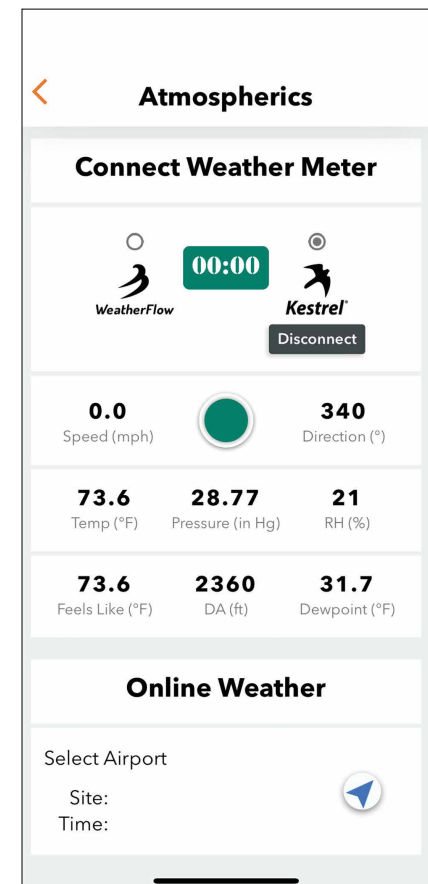 Atmospherics
Connect Weather Meter
00:00
WeatherFlow
Kestrel®
Disconnect
0.0 340
Speed (mph) Direction (°)
73.6 28.77 21
Temp (°F) Pressure (in Hg) RH (%)
73.6 2360 31.7
Feels Like (°F) DA (ft) Dewpoint (°F)
Online Weather
Select Airport
Site:
Time: